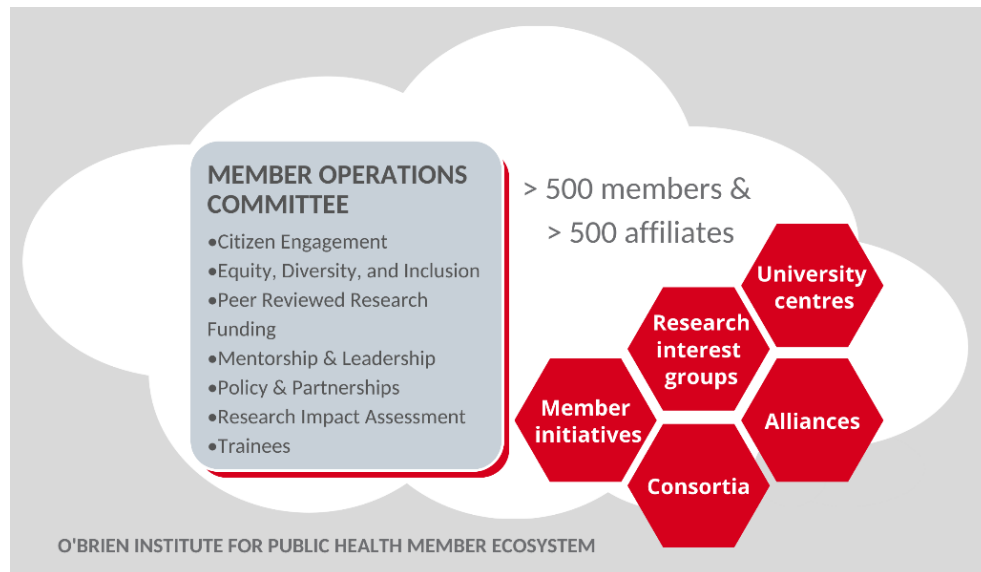 MEMBER OPERATIONS
COMMITTEE
•Citizen Engagement
•Equity, Diversity, and Inclusion
•Peer Reviewed Research
Funding
•Mentorship & Leadership
•Policy & Partnerships
•Research Impact Assessment
•Trainees
> 500 members &
> 500 affiliates
University
centres
Research
interest
groups
Member
initiatives
Alliances
Consortia
O'BRIEN INSTITUTE FOR PUBLIC HEALTH MEMBER ECOSYSTEM